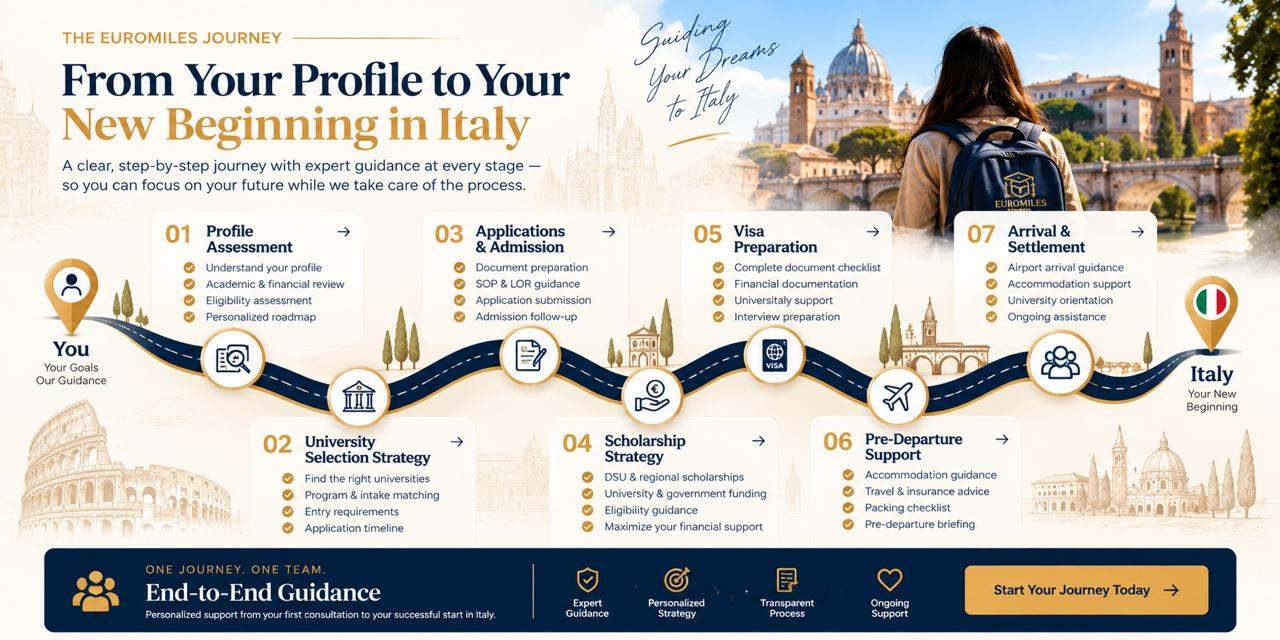 THE EUROMILES JOURNEY
From Your Profile to Your
New Beginning in Italy
A clear, step-by-step journey with expert guidance at every stage —
so you can focus on your future while we take care of the process.
Guiding
Your Dreams
to Italy
EUROMILES
01 Profile
Assessment
Understand your profile
Academic & financial review
Eligibility assessment
Personalized roadmap
03 Applications
& Admission
Document preparation
SOP & LOR guidance
Application submission
Admission follow-up
05 Visa
Preparation
Complete document checklist
Financial documentation
Universitaly support
Interview preparation
07 Arrival &
Settlement
Airport arrival guidance
Accommodation support
University orientation
Ongoing assistance
You
Your Goals
Our Guidance
VISA
Italy
Your New
Beginning
02 University
Selection Strategy
Find the right universities
Program & intake matching
Entry requirements
Application timeline
04 Scholarship
Strategy
DSU & regional scholarships
University & government funding
Eligibility guidance
Maximize your financial support
06 Pre-Departure
Support
Accommodation guidance
Travel & insurance advice
Packing checklist
Pre-departure briefing
ONE JOURNEY. ONE TEAM.
End-to-End Guidance
Personalized support from your first consultation to your successful start in Italy.
Expert
Guidance
Personalized
Strategy
Transparent
Process
Ongoing
Support
Start Your Journey Today